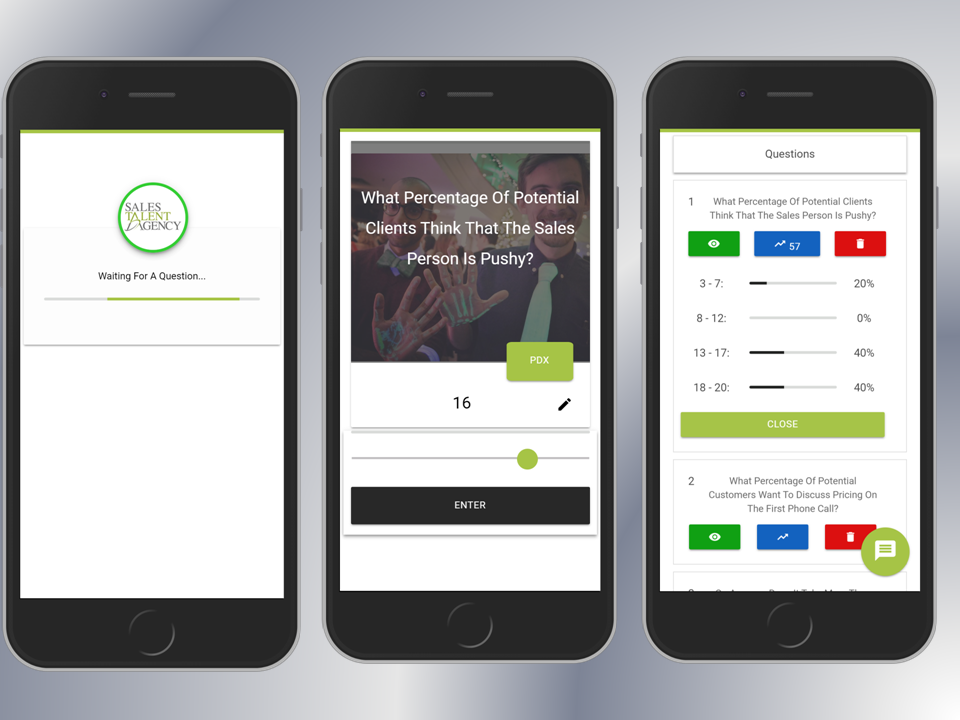 SALES
TALENT
AGENCY
Waiting For A Question...
What Percentage Of Potential
Clients Think That The Sales
Person Is Pushy?
PDX
16
ENTER
Questions
1 What Percentage Of Potential Clients
Think That The Sales Person Is Pushy?
57
3 - 7: 20%
8 - 12: 0%
13 - 17: 40%
18 - 20: 40%
CLOSE
2 What Percentage Of Potential
Customers Want To Discuss Pricing On
The First Phone Call?